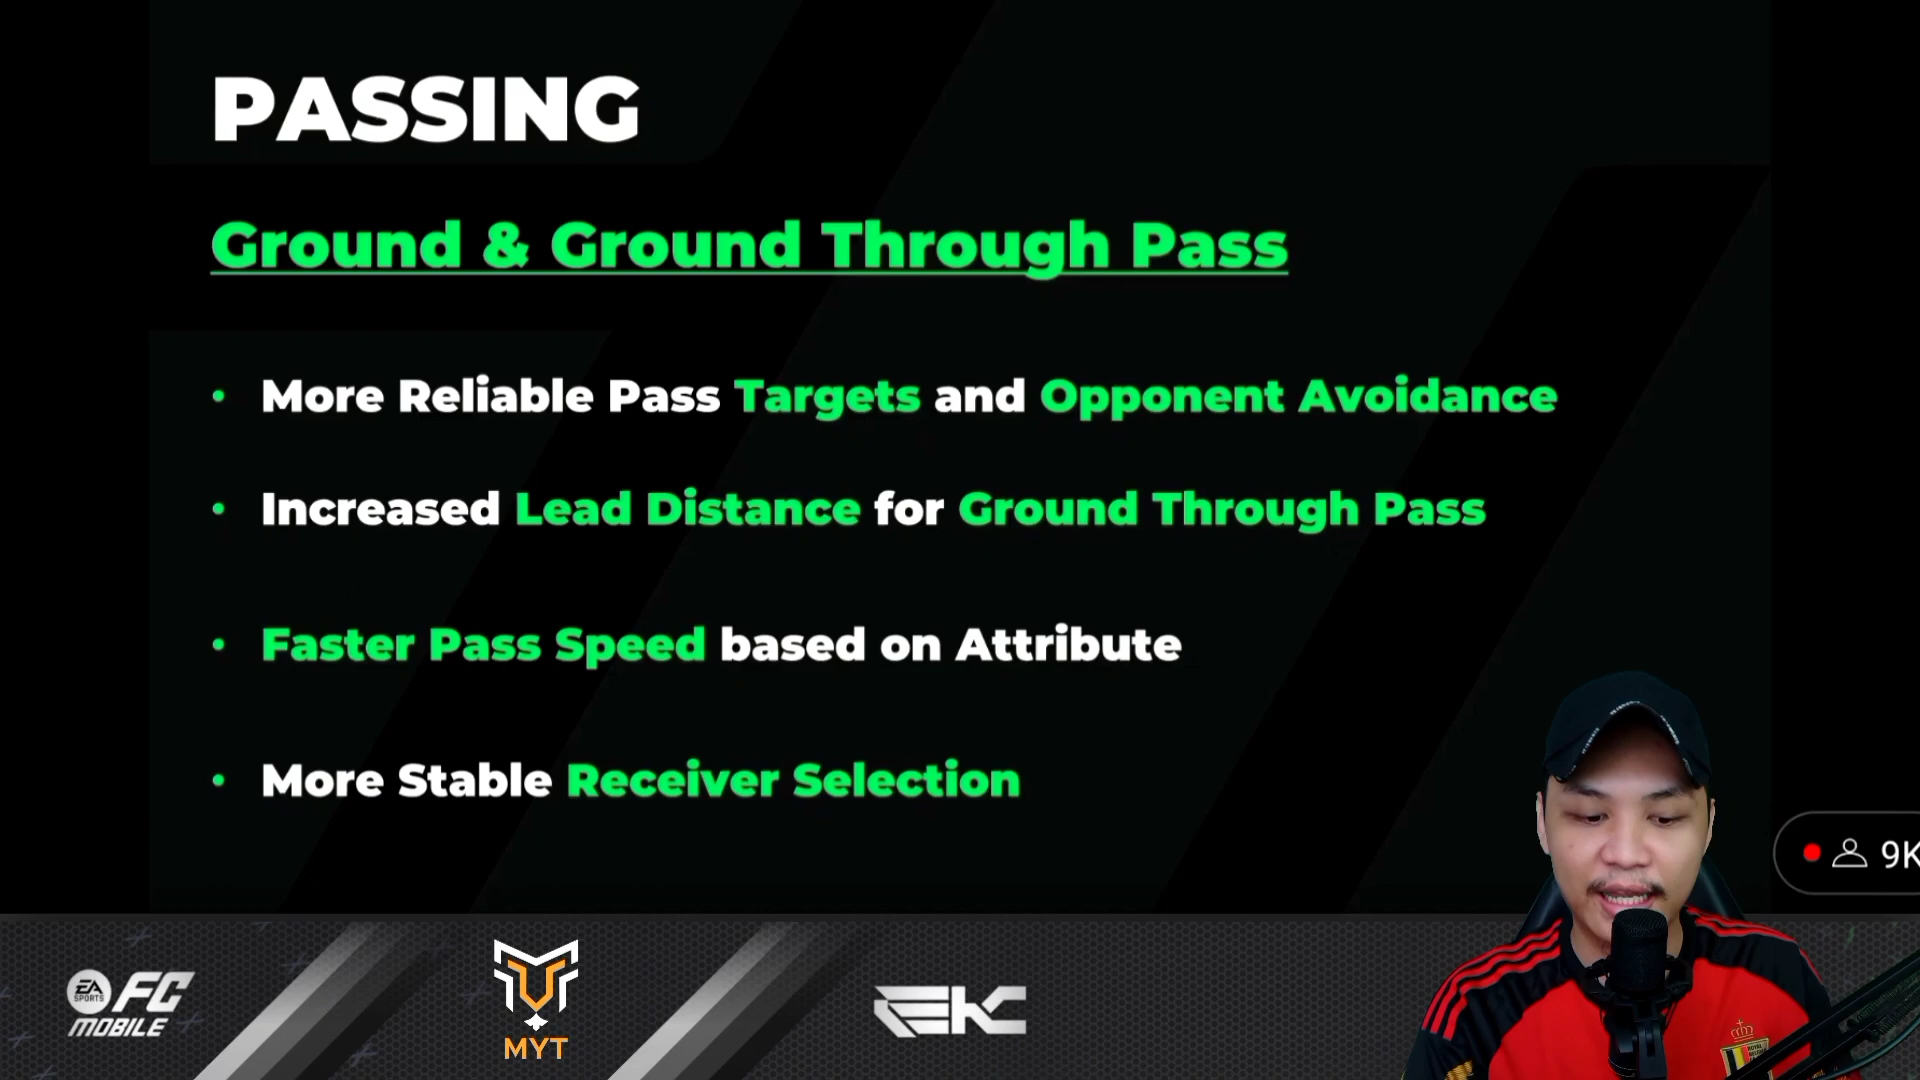 PASSING
Ground & Ground Through Pass
• More Reliable Pass Targets and Opponent Avoidance
• Increased Lead Distance for Ground Through Pass
• Faster Pass Speed based on Attribute
• More Stable Receiver Selection
9K
EA SPORTS FC MOBILE
MYT
EKC